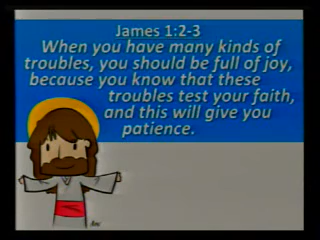 James 1:2-3
When you have many kinds of
troubles, you should be full of joy,
because you know that these
troubles test your faith,
and this will give you
patience.